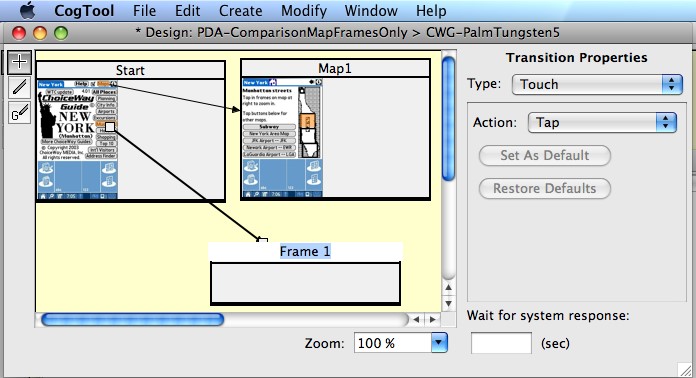 CogTool File Edit Create Modify Window Help
* Design: PDA-ComparisonMapFramesOnly > CWG-PalmTungsten5
Start
New York Help
WTC update 4.01 All Places
ChoiceWay
Guide to
NEW
YORK
(Manhattan)
More ChoiceWay Guides
© Copyright 2003
ChoiceWay MEDIA, Inc.
All rights reserved.
Planning
City Info.
Airports
Excursions
Shopping
Top 10
Int'l Visitors
Address Finder
Map1
New York
Manhattan streets
Tap in frames on map at
right to zoom in.
Tap buttons below for
other maps.
Subway
New York Area Map
JFK Airport -- JFK
Newark Airport -- EWR
LaGuardia Airport -- LGA
Frame 1
Transition Properties
Type: Touch
Action: Tap
Set As Default
Restore Defaults
Wait for system response:
(sec)
Zoom: 100 %